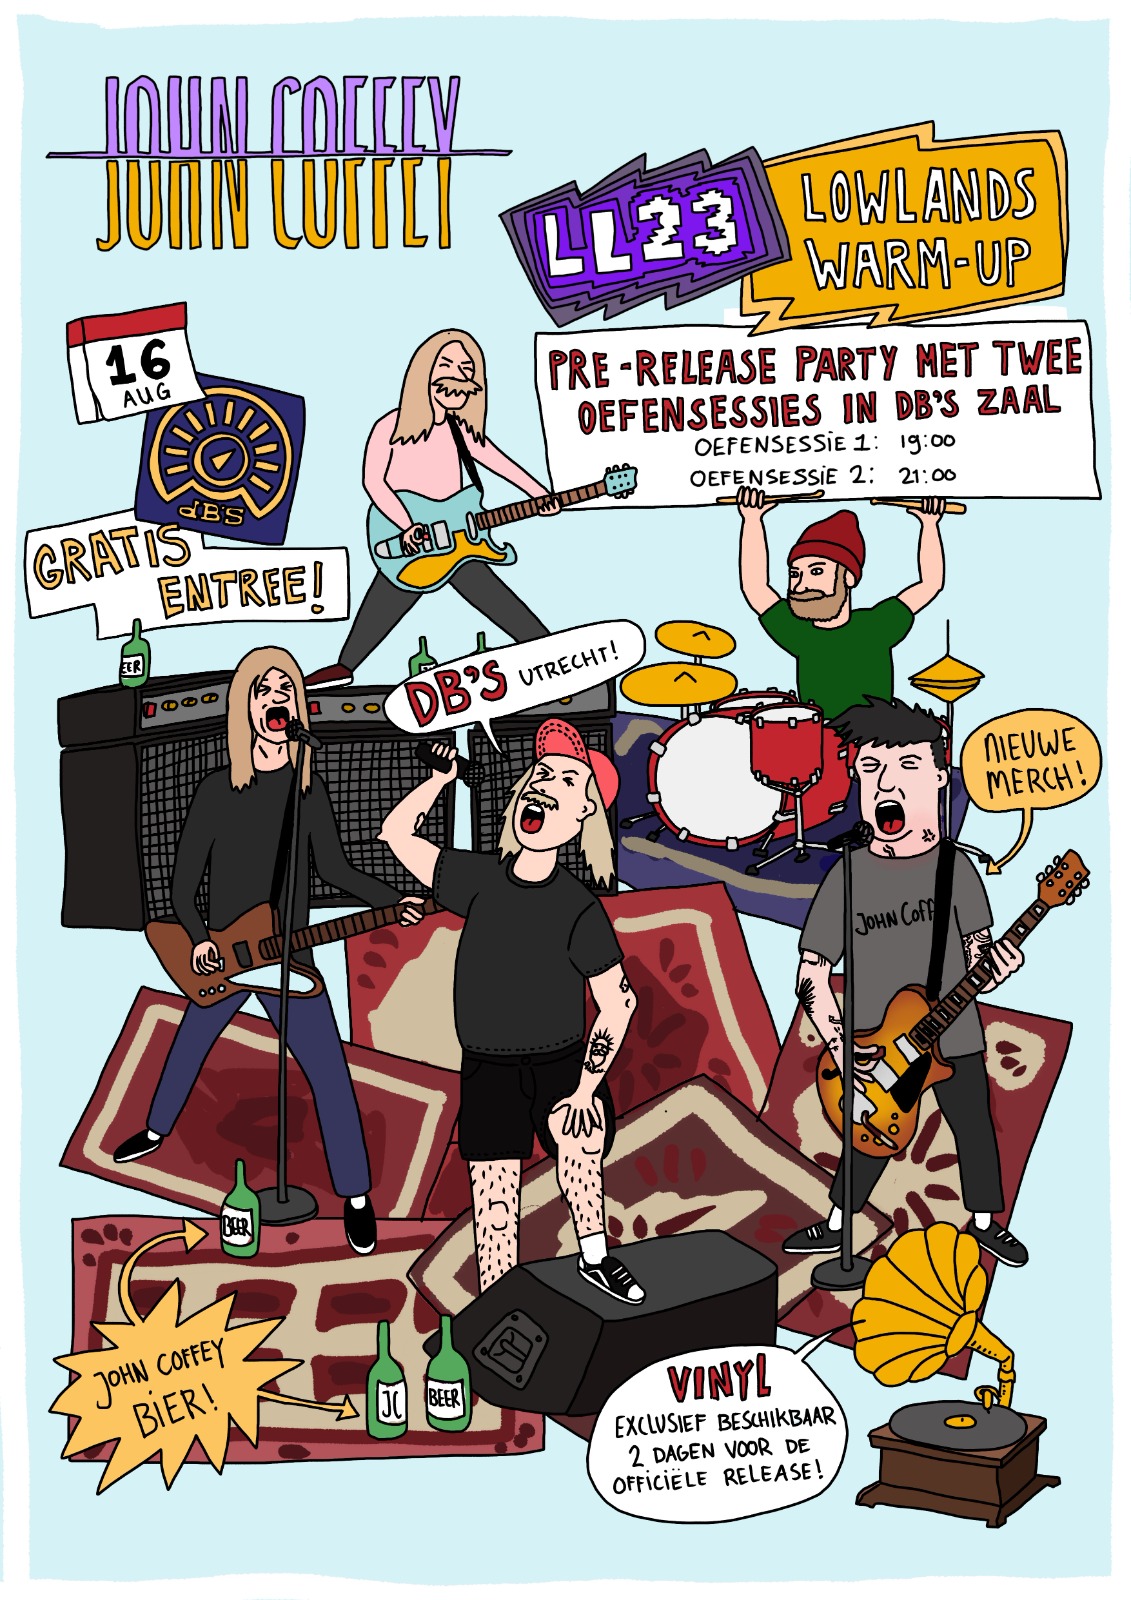 JOHN COFFEY
JOHN COFFEY
LL23
LOWLANDS
WARM-UP
16
AUG
PRE-RELEASE PARTY MET TWEE
OEFENSESSIES IN DB'S ZAAL
OEFENSESSIE 1: 19:00
OEFENSESSIE 2: 21:00
dB'S
GRATIS
ENTREE!
BEER
DB'S UTRECHT!
NIEUWE
MERCH!
JOHN COFF
BEER
JOHN COFFEY
BIER!
JC
BEER
VINYL
EXCLUSIEF BESCHIKBAAR
2 DAGEN VOOR DE
OFFICIËLE RELEASE!